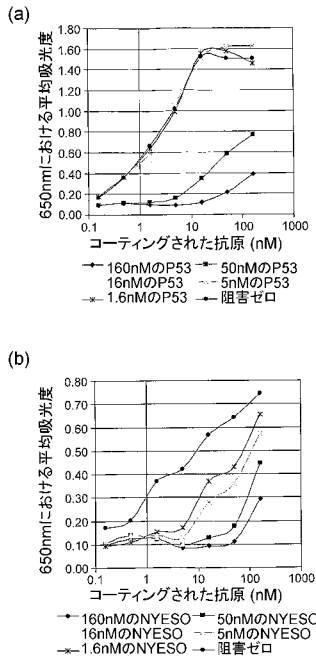 (a)
650nmにおける平均吸光度
1.80
1.60
1.40
1.20
1.00
0.80
0.60
0.40
0.20
0.00
0.1 1 10 100 1000
コーティングされた抗原 (nM)
160nMのP53 50nMのP53
16nMのP53 5nMのP53
1.6nMのP53 阻害ゼロ
(b)
650nmにおける平均吸光度
0.80
0.70
0.60
0.50
0.40
0.30
0.20
0.10
0.00
0.1 1 10 100 1000
コーティングされた抗原 (nM)
160nMのNYESO 50nMのNYESO
16nMのNYESO 5nMのNYESO
1.6nMのNYESO 阻害ゼロ